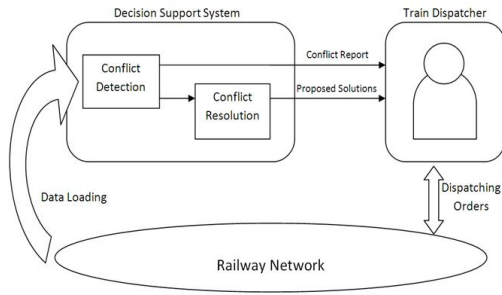 Decision Support System
Train Dispatcher
Conflict Report
Conflict
Detection
Proposed Solutions
Conflict
Resolution
Data Loading
Dispatching
Orders
Railway Network